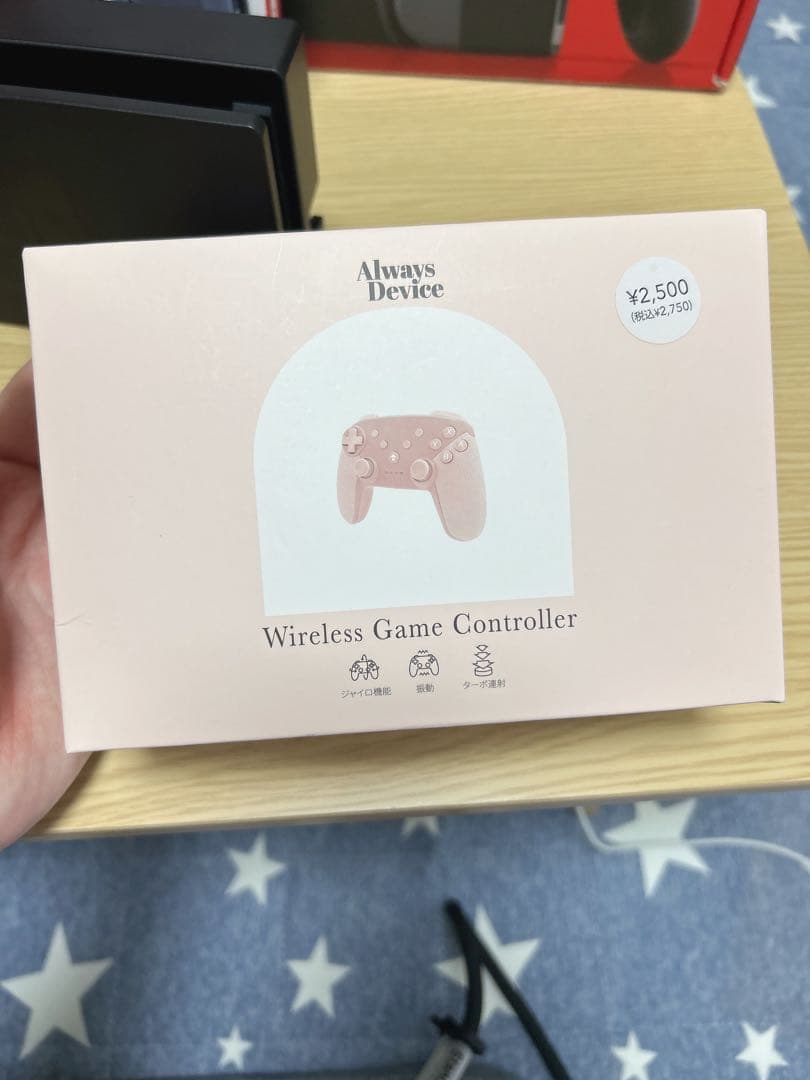 Always
Device
¥2,500
(税込¥2,750)
Wireless Game Controller
ジャイロ機能
振動
ターボ連射